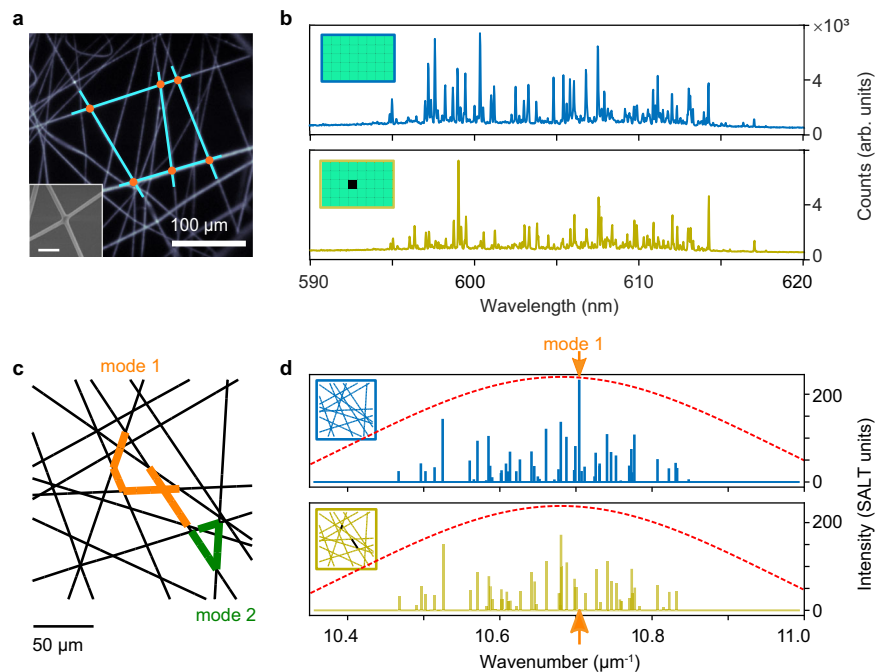 a
100 µm
b
×10³
4
0
4
0
590
600
610
620
Wavelength (nm)
Counts (arb. units)
c
mode 1
mode 2
50 µm
d
mode 1
200
0
200
0
10.4
10.6
10.8
11.0
Wavenumber (µm⁻¹)
Intensity (SALT units)